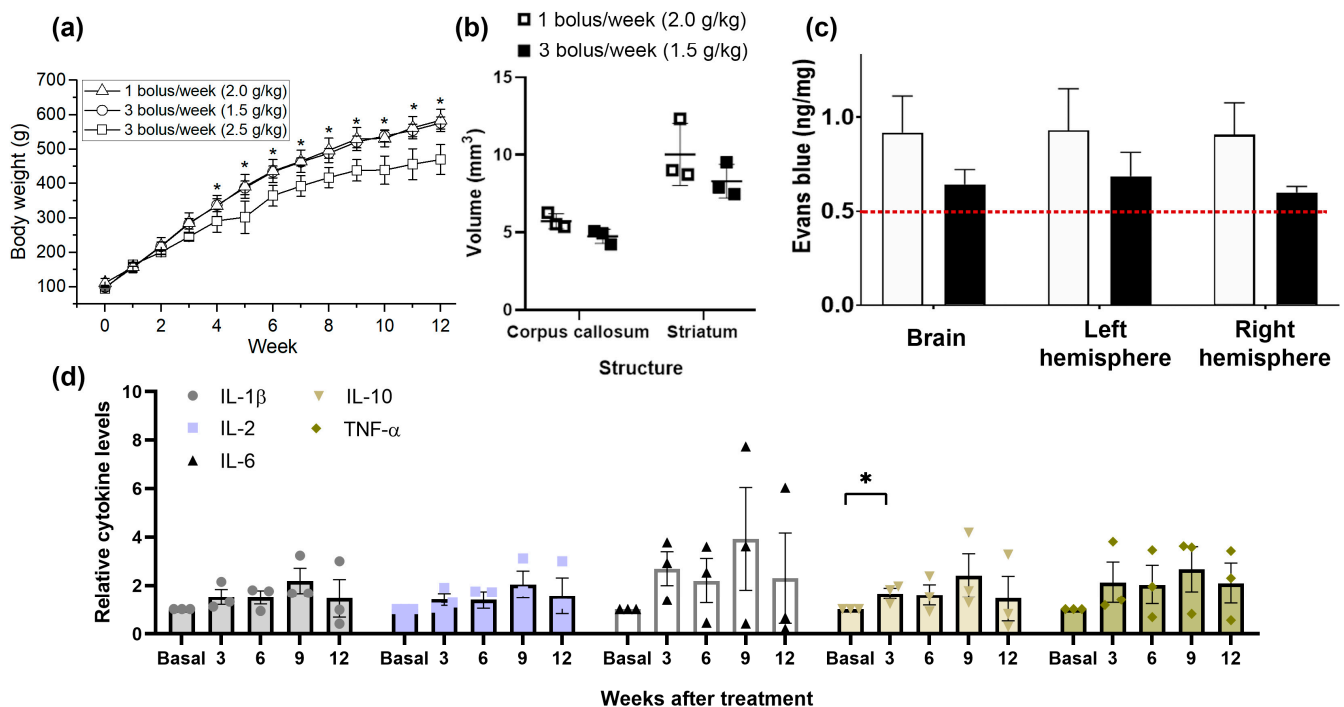 (a)
700
600
500
400
300
200
100
Body weight (g)
1 bolus/week (2.0 g/kg)
3 bolus/week (1.5 g/kg)
3 bolus/week (2.5 g/kg)
* * * * * * * * *
0 2 4 6 8 10 12
Week
(b)
1 bolus/week (2.0 g/kg)
3 bolus/week (1.5 g/kg)
15
10
5
0
Volume (mm³)
Corpus callosum Striatum
Structure
(c)
Evans blue (ng/mg)
1.0
0.5
0.0
Brain
Left
hemisphere
Right
hemisphere
(d)
Relative cytokine levels
10
8
6
4
2
0
IL-1β
IL-2
IL-6
IL-10
TNF-α
*
Basal 3 6 9 12 Basal 3 6 9 12 Basal 3 6 9 12 Basal 3 6 9 12 Basal 3 6 9 12
Weeks after treatment